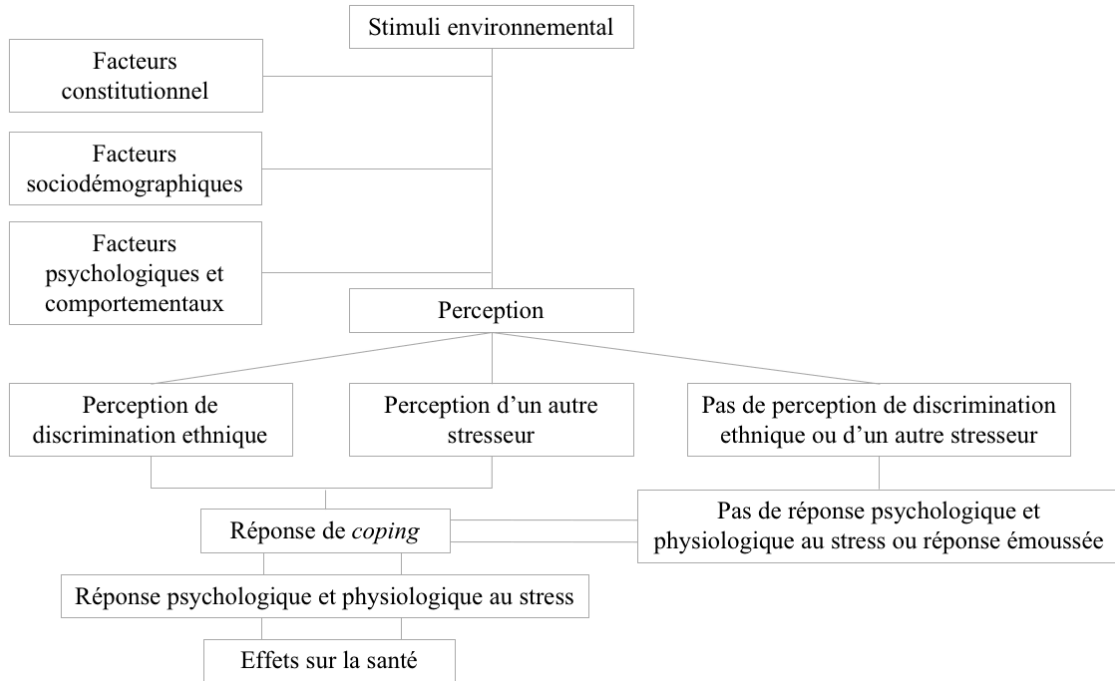 Stimuli environnemental
Facteurs
constitutionnel
Facteurs
sociodémographiques
Facteurs
psychologiques et
comportementaux
Perception
Perception de
discrimination ethnique
Perception d’un autre
stresseur
Pas de perception de discrimination
ethnique ou d’un autre stresseur
Réponse de coping
Pas de réponse psychologique et
physiologique au stress ou réponse émoussée
Réponse psychologique et physiologique au stress
Effets sur la santé